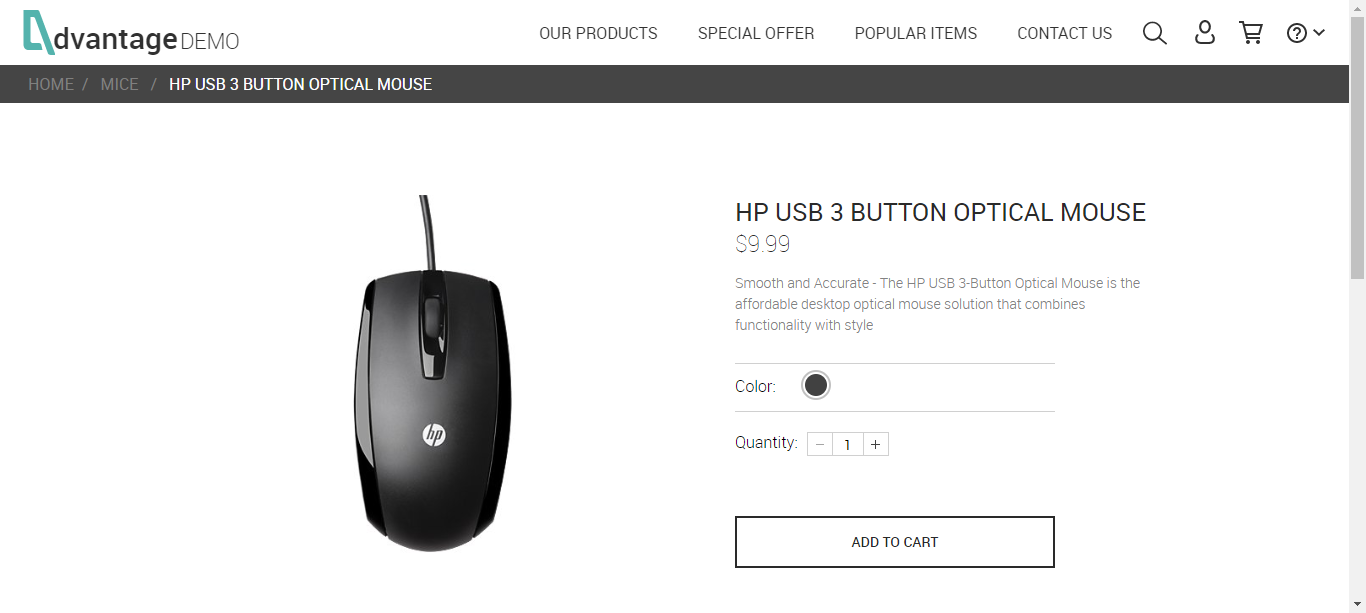 dvantage DEMO
OUR PRODUCTS SPECIAL OFFER POPULAR ITEMS CONTACT US
HOME / MICE / HP USB 3 BUTTON OPTICAL MOUSE
HP USB 3 BUTTON OPTICAL MOUSE
$9.99
Smooth and Accurate - The HP USB 3-Button Optical Mouse is the
affordable desktop optical mouse solution that combines
functionality with style
Color:
Quantity: − 1 +
hp
ADD TO CART